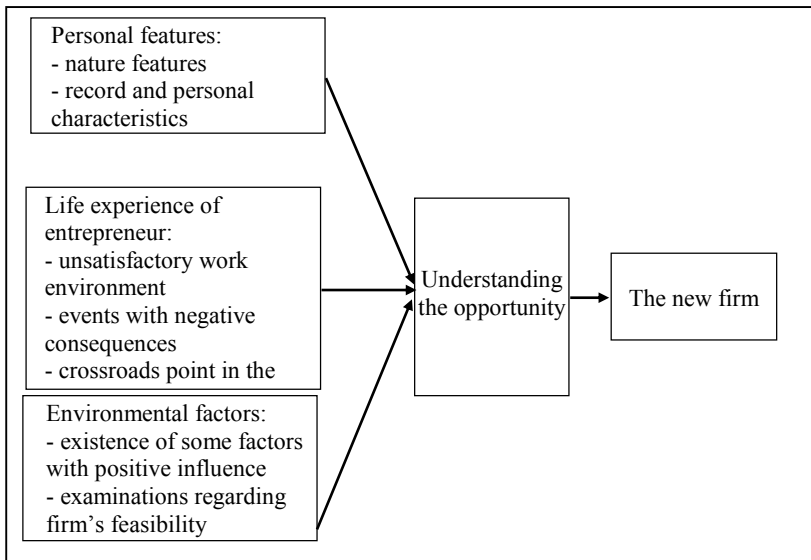 Personal features:
- nature features
- record and personal
characteristics
Life experience of
entrepreneur:
- unsatisfactory work
environment
- events with negative
consequences
- crossroads point in the
Environmental factors:
- existence of some factors
with positive influence
- examinations regarding
firm's feasibility
Understanding
the opportunity
The new firm